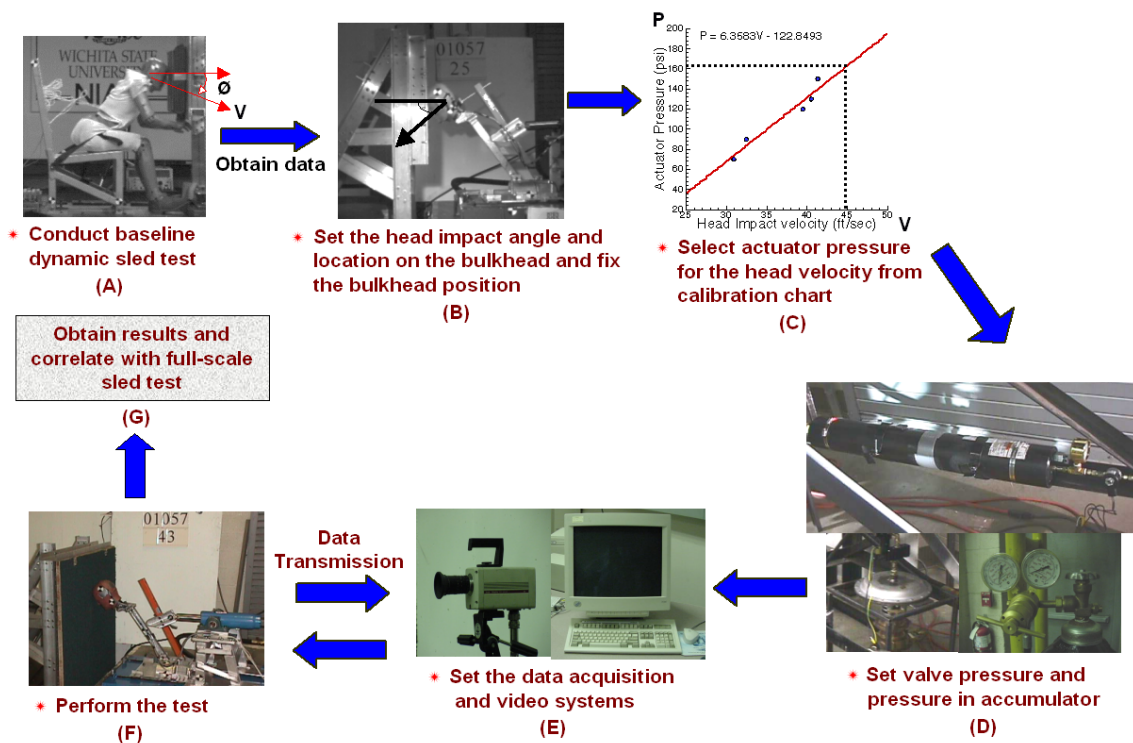 WICHITA STATE
UNIVERSITY
NIA
Ø
V
Obtain data
* Conduct baseline
dynamic sled test
(A)
01057
25
* Set the head impact angle and
location on the bulkhead and fix
the bulkhead position
(B)
P
P = 6.3583V - 122.8493
Actuator Pressure (psi)
200
180
160
140
120
100
80
60
40
20
25 30 35 40 45 50
Head Impact velocity (ft/sec)
V
* Select actuator pressure
for the head velocity from
calibration chart
(C)
* Set valve pressure and
pressure in accumulator
(D)
* Set the data acquisition
and video systems
(E)
Data
Transmission
01057
43
* Perform the test
(F)
Obtain results and
correlate with full-scale
sled test
(G)